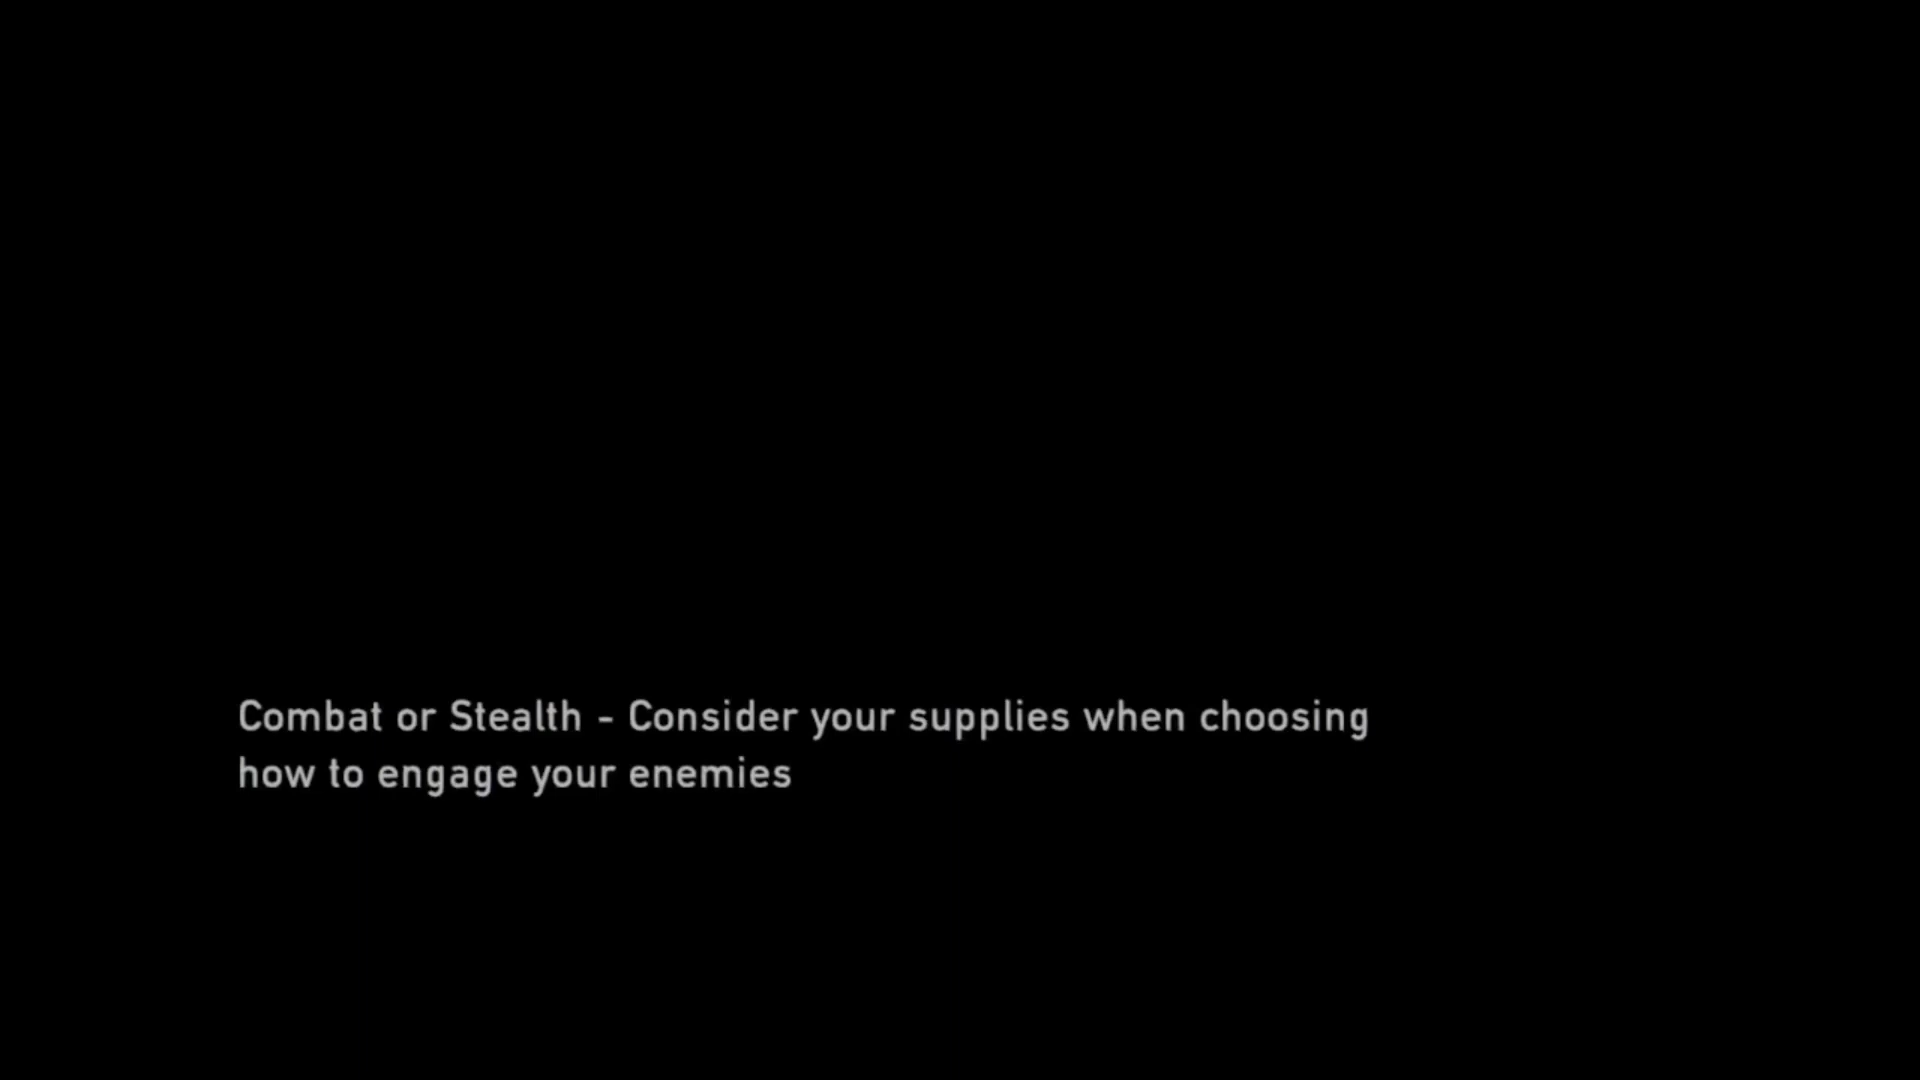 Combat or Stealth - Consider your supplies when choosing
how to engage your enemies